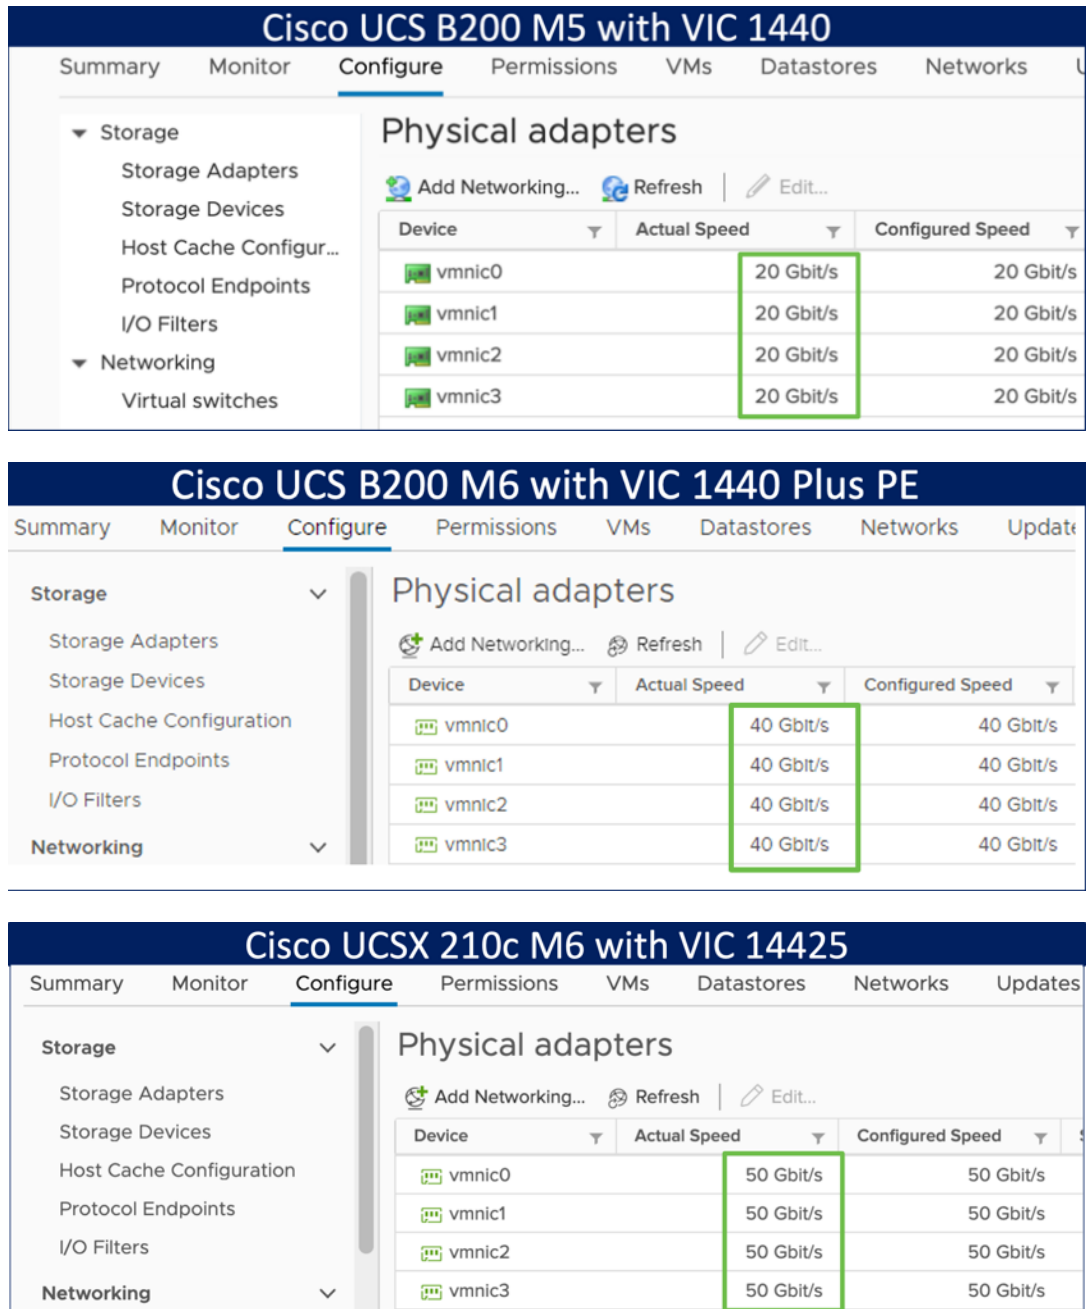 Cisco UCS B200 M5 with VIC 1440
Summary Monitor Configure Permissions VMs Datastores Networks
Storage
Storage Adapters
Storage Devices
Host Cache Configur...
Protocol Endpoints
I/O Filters
Networking
Virtual switches
Physical adapters
Add Networking... Refresh Edit...
Device Actual Speed Configured Speed
vmnic0 20 Gbit/s 20 Gbit/s
vmnic1 20 Gbit/s 20 Gbit/s
vmnic2 20 Gbit/s 20 Gbit/s
vmnic3 20 Gbit/s 20 Gbit/s
Cisco UCS B200 M6 with VIC 1440 Plus PE
Summary Monitor Configure Permissions VMs Datastores Networks Update
Storage
Storage Adapters
Storage Devices
Host Cache Configuration
Protocol Endpoints
I/O Filters
Networking
Physical adapters
Add Networking... Refresh Edit...
Device Actual Speed Configured Speed
vmnic0 40 Gbit/s 40 Gbit/s
vmnic1 40 Gbit/s 40 Gbit/s
vmnic2 40 Gbit/s 40 Gbit/s
vmnic3 40 Gbit/s 40 Gbit/s
Cisco UCSX 210c M6 with VIC 14425
Summary Monitor Configure Permissions VMs Datastores Networks Updates
Storage
Storage Adapters
Storage Devices
Host Cache Configuration
Protocol Endpoints
I/O Filters
Networking
Physical adapters
Add Networking... Refresh Edit...
Device Actual Speed Configured Speed
vmnic0 50 Gbit/s 50 Gbit/s
vmnic1 50 Gbit/s 50 Gbit/s
vmnic2 50 Gbit/s 50 Gbit/s
vmnic3 50 Gbit/s 50 Gbit/s